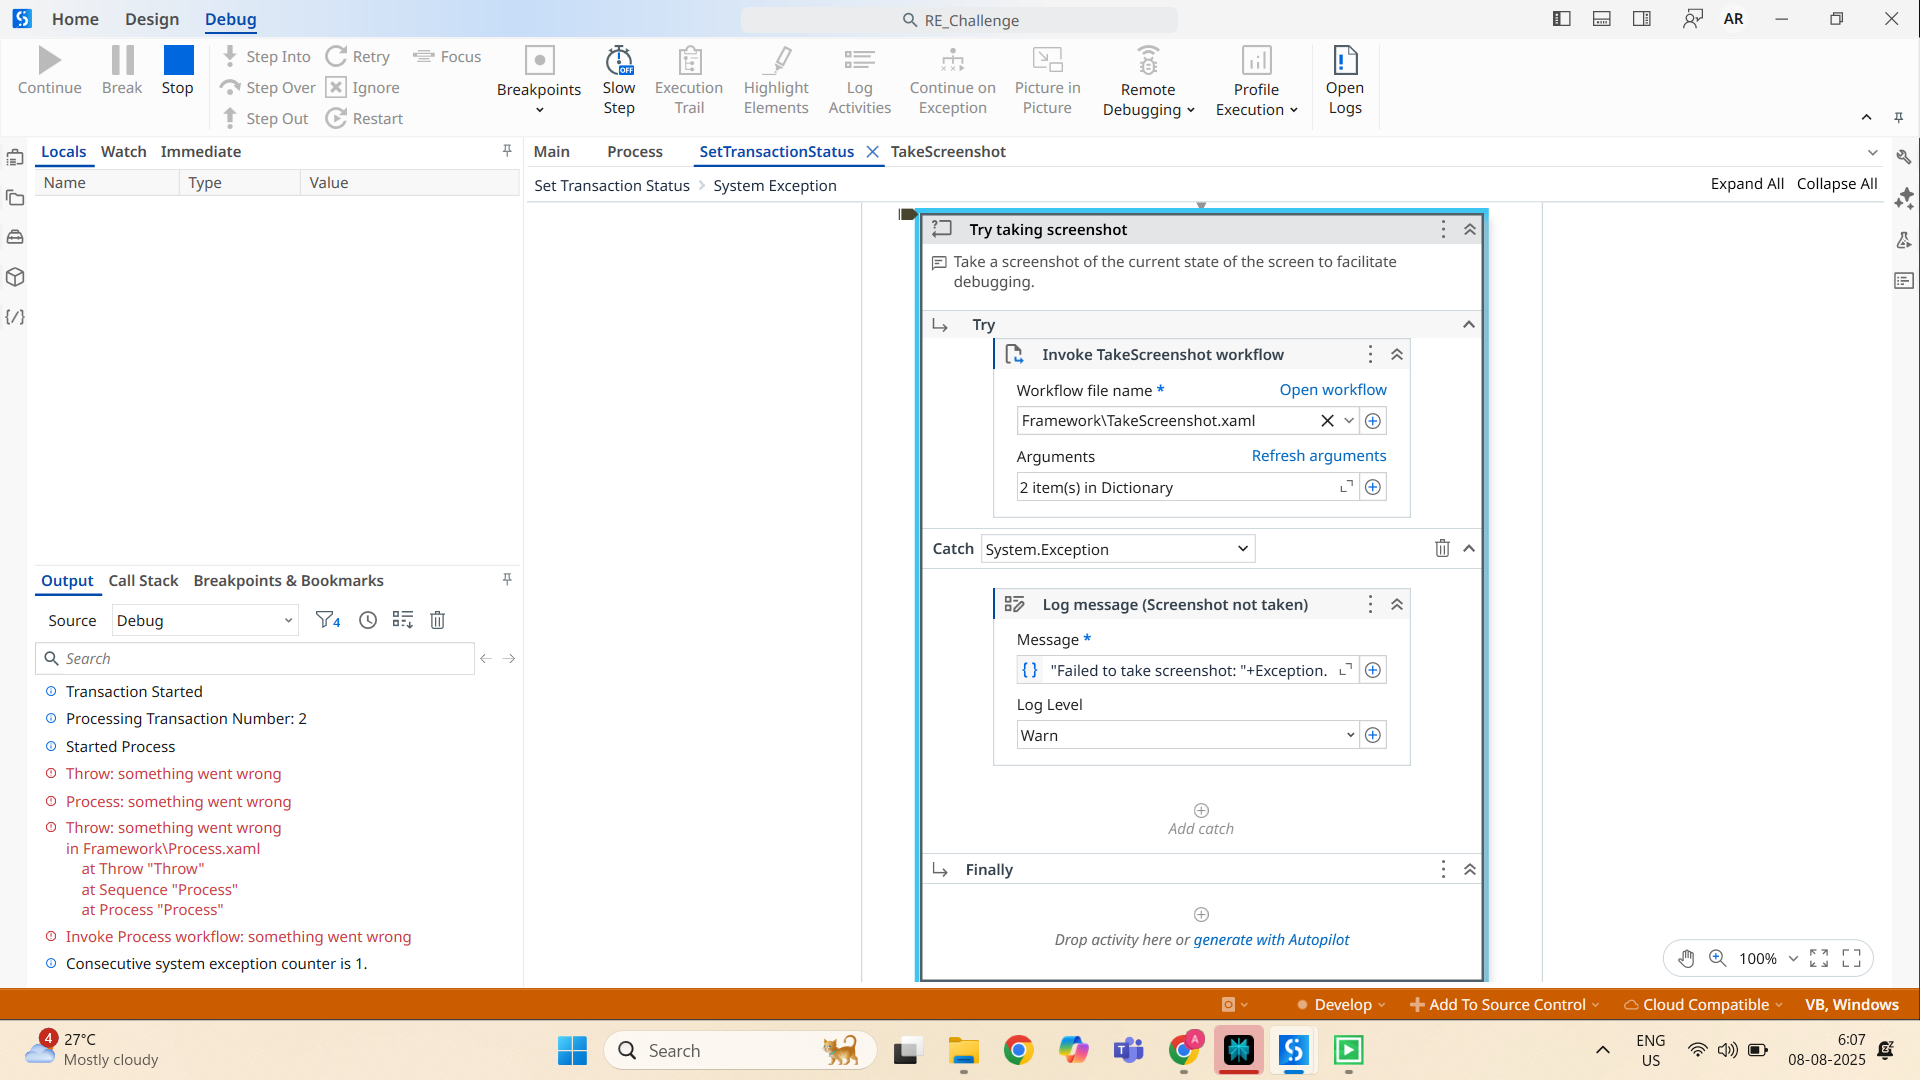 Home Design Debug
RE_Challenge
AR
Continue
Break
Stop
Step Into
Step Over
Step Out
Retry
Ignore
Restart
Focus
Breakpoints
OFF
Slow
Step
Execution
Trail
Highlight
Elements
Log
Activities
Continue on
Exception
Picture in
Picture
Remote
Debugging
Profile
Execution
Open
Logs
Locals Watch Immediate
Name Type Value
Main Process SetTransactionStatus TakeScreenshot
Set Transaction Status System Exception
Expand All Collapse All
Try taking screenshot
Take a screenshot of the current state of the screen to facilitate
debugging.
Try
Invoke TakeScreenshot workflow
Workflow file name * Open workflow
Framework\TakeScreenshot.xaml
Arguments Refresh arguments
2 item(s) in Dictionary
Catch System.Exception
Log message (Screenshot not taken)
Message *
{} "Failed to take screenshot: "+Exception.
Log Level
Warn
Add catch
Finally
Drop activity here or generate with Autopilot
100%
Output Call Stack Breakpoints & Bookmarks
Source Debug 4
Search
Transaction Started
Processing Transaction Number: 2
Started Process
Throw: something went wrong
Process: something went wrong
Throw: something went wrong
in Framework\Process.xaml
at Throw "Throw"
at Sequence "Process"
at Process "Process"
Invoke Process workflow: something went wrong
Consecutive system exception counter is 1.
Develop Add To Source Control Cloud Compatible VB, Windows
4
27°C
Mostly cloudy
Search
A
ENG
US
6:07
08-08-2025